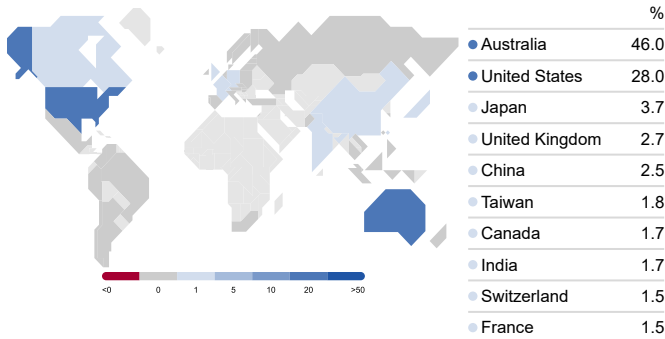 %
Australia 46.0
United States 28.0
Japan 3.7
United Kingdom 2.7
China 2.5
Taiwan 1.8
Canada 1.7
India 1.7
Switzerland 1.5
France 1.5
<0 0 1 5 10 20 >50